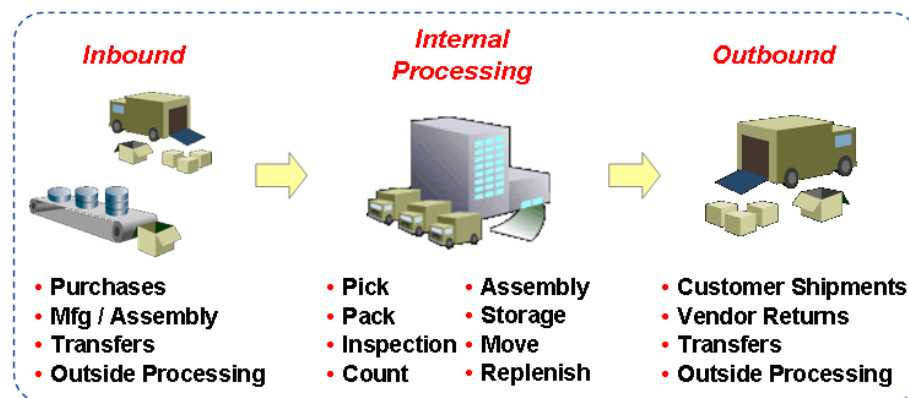 Inbound
Internal
Processing
Outbound
• Purchases
• Mfg / Assembly
• Transfers
• Outside Processing
• Pick
• Pack
• Inspection
• Count
• Assembly
• Storage
• Move
• Replenish
• Customer Shipments
• Vendor Returns
• Transfers
• Outside Processing